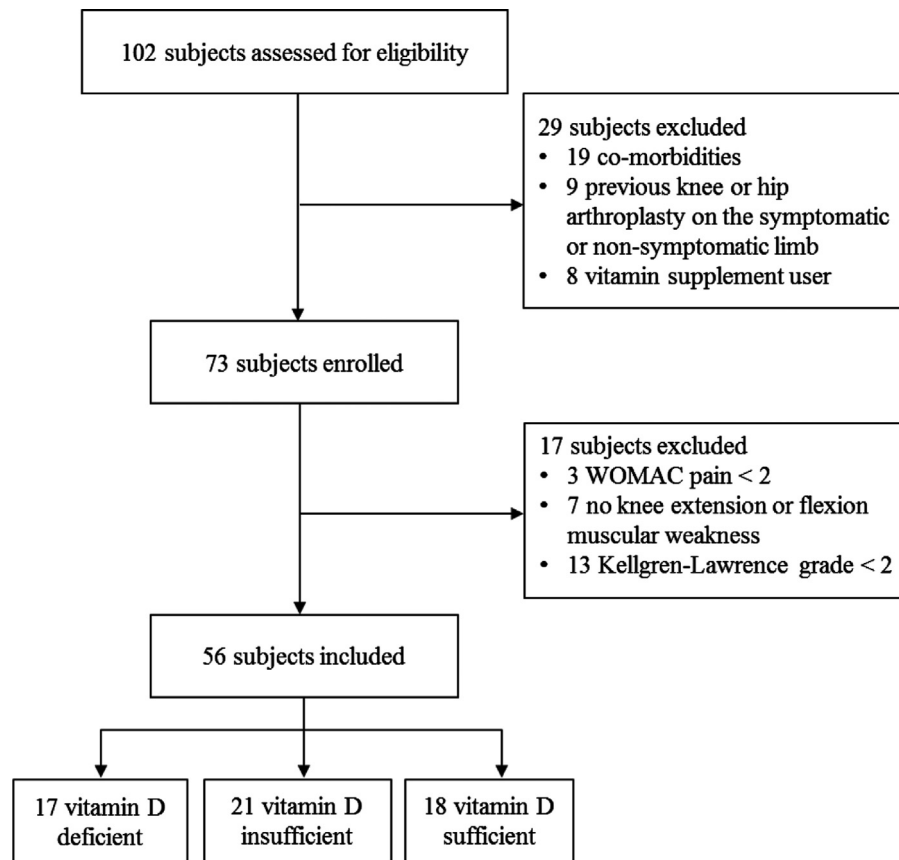 102 subjects assessed for eligibility
29 subjects excluded
• 19 co-morbidities
• 9 previous knee or hip
arthroplasty on the symptomatic
or non-symptomatic limb
• 8 vitamin supplement user
73 subjects enrolled
17 subjects excluded
• 3 WOMAC pain < 2
• 7 no knee extension or flexion
muscular weakness
• 13 Kellgren-Lawrence grade < 2
56 subjects included
17 vitamin D
deficient
21 vitamin D
insufficient
18 vitamin D
sufficient